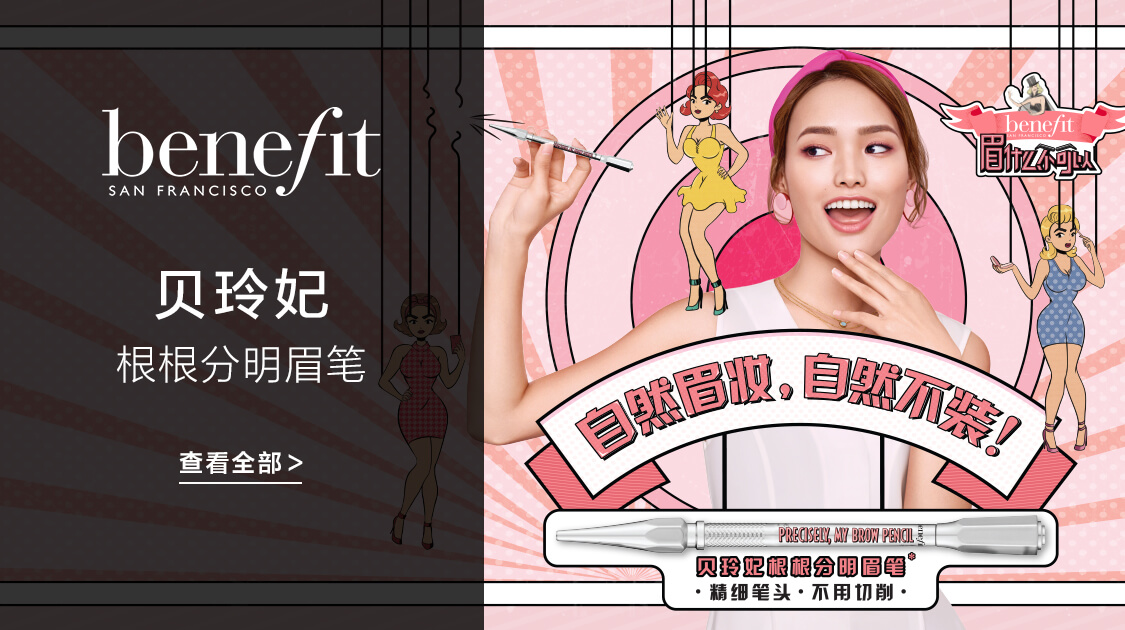 benefit
SAN FRANCISCO
贝玲妃
根根分明眉笔
查看全部>
benefit
SAN FRANCISCO
眉什么不可以
自然眉妆,自然不装!
PRECISELY, MY BROW PENCIL
benefit
贝玲妃根根分明眉笔*
·精细笔头·不用切削·